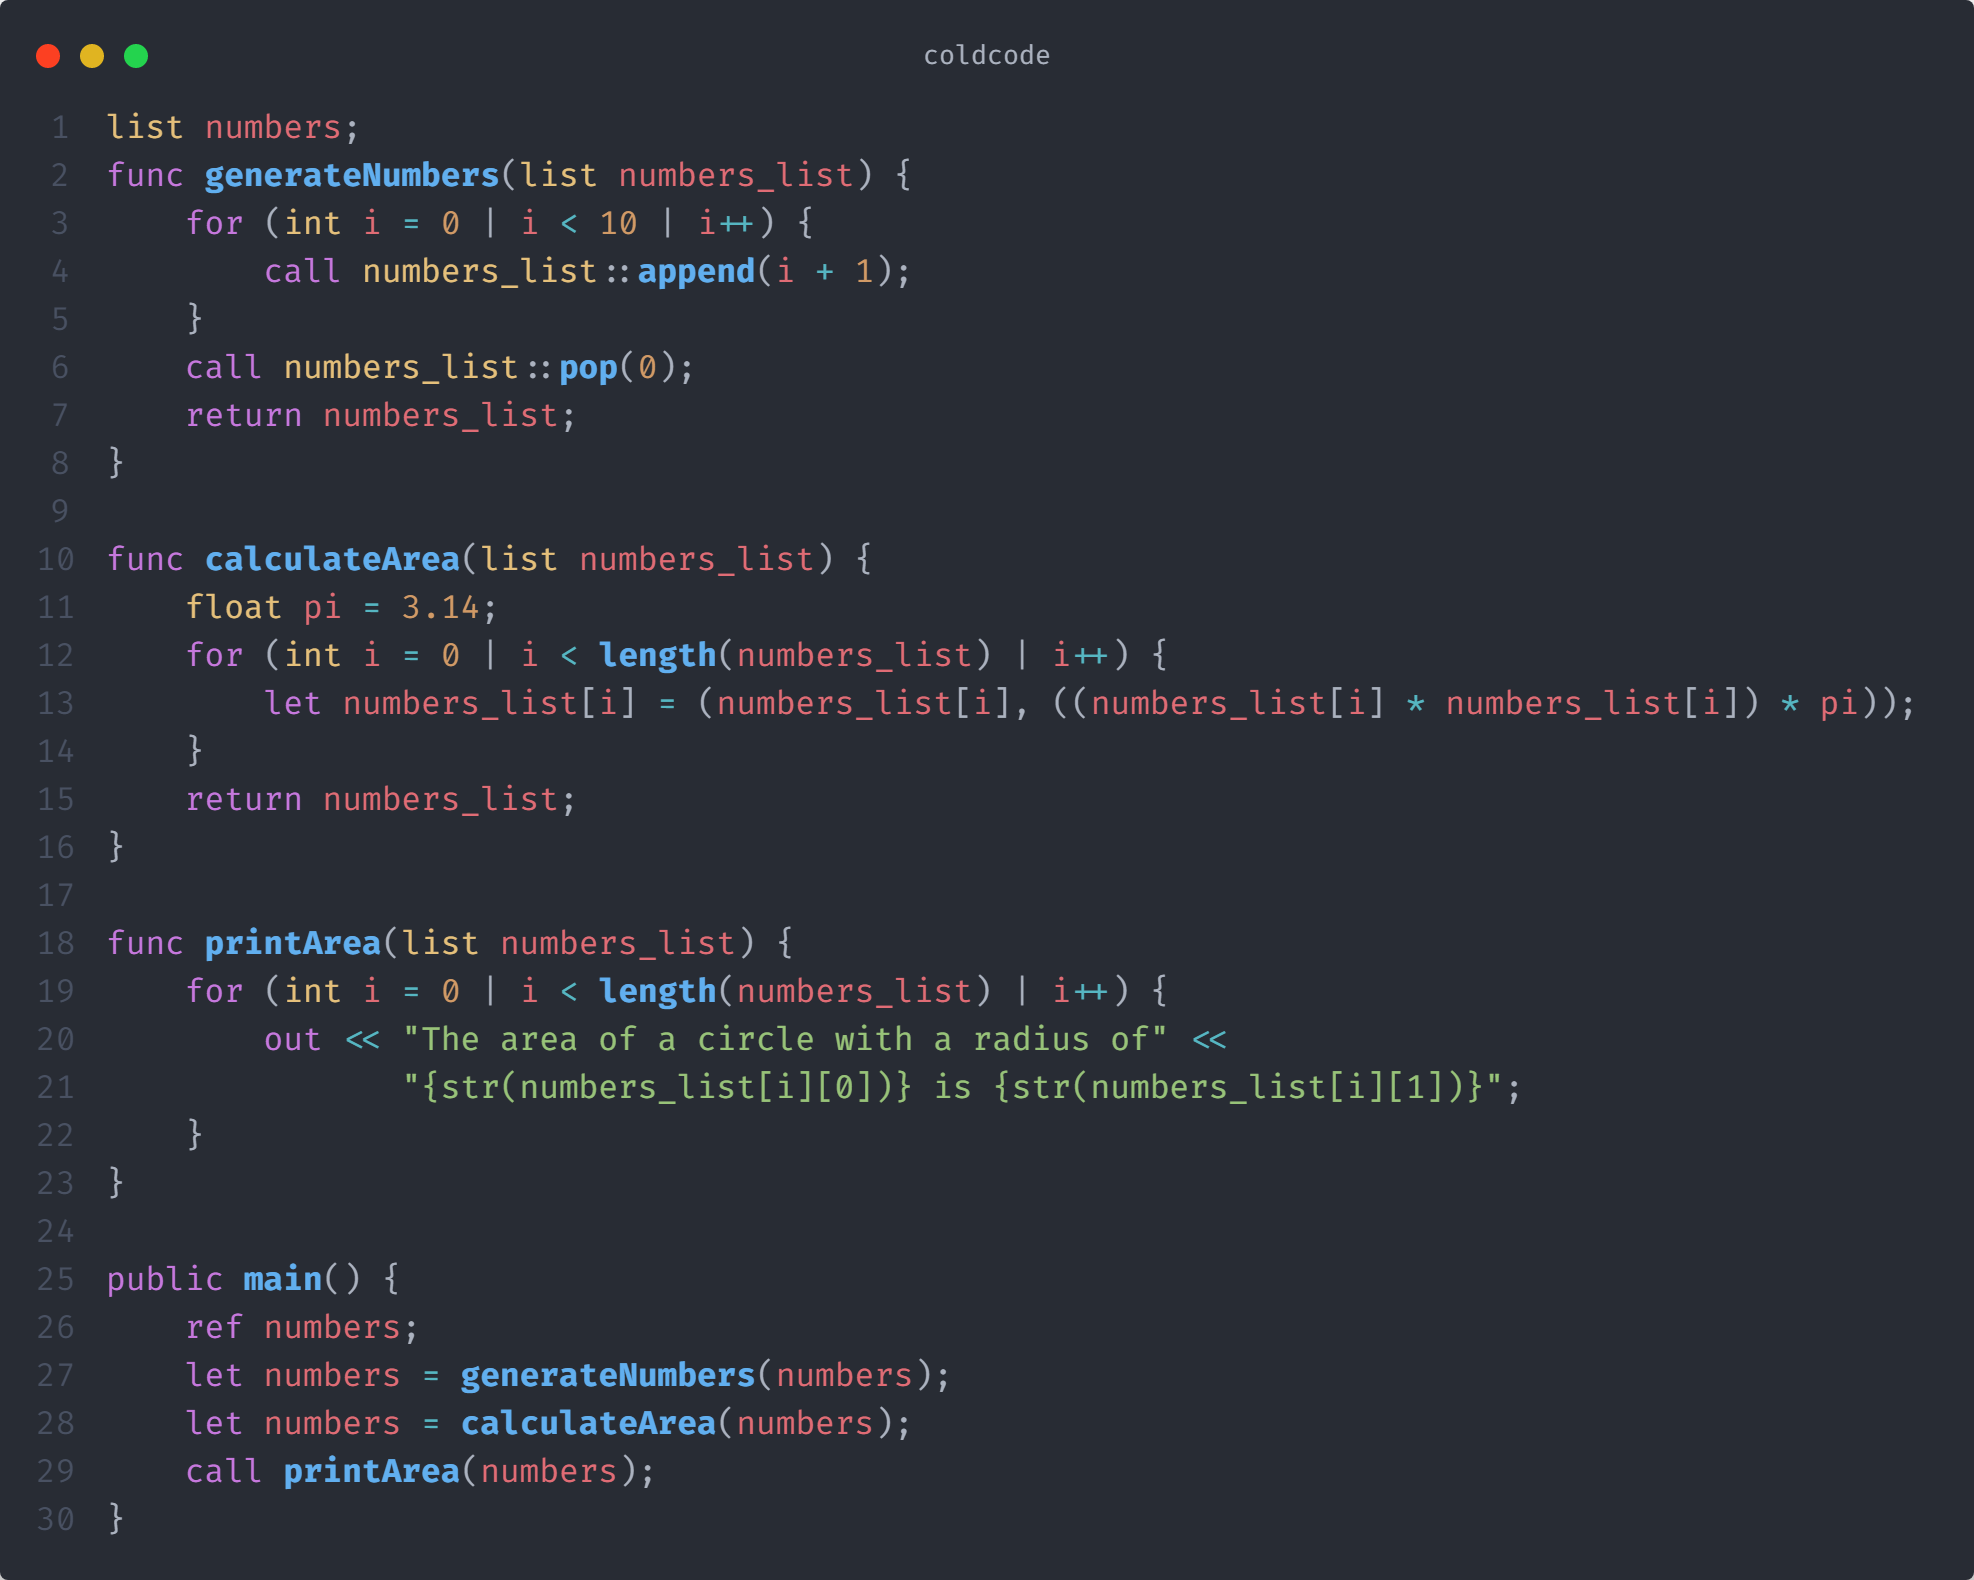 coldcode
1 list numbers;
2 func generateNumbers(list numbers_list) {
3     for (int i = 0 | i < 10 | i++) {
4         call numbers_list::append(i + 1);
5     }
6     call numbers_list::pop(0);
7     return numbers_list;
8 }
9
10 func calculateArea(list numbers_list) {
11     float pi = 3.14;
12     for (int i = 0 | i < length(numbers_list) | i++) {
13         let numbers_list[i] = (numbers_list[i], ((numbers_list[i] * numbers_list[i]) * pi));
14     }
15     return numbers_list;
16 }
17
18 func printArea(list numbers_list) {
19     for (int i = 0 | i < length(numbers_list) | i++) {
20         out << "The area of a circle with a radius of" <<
21                "{str(numbers_list[i][0])} is {str(numbers_list[i][1])}";
22     }
23 }
24
25 public main() {
26     ref numbers;
27     let numbers = generateNumbers(numbers);
28     let numbers = calculateArea(numbers);
29     call printArea(numbers);
30 }